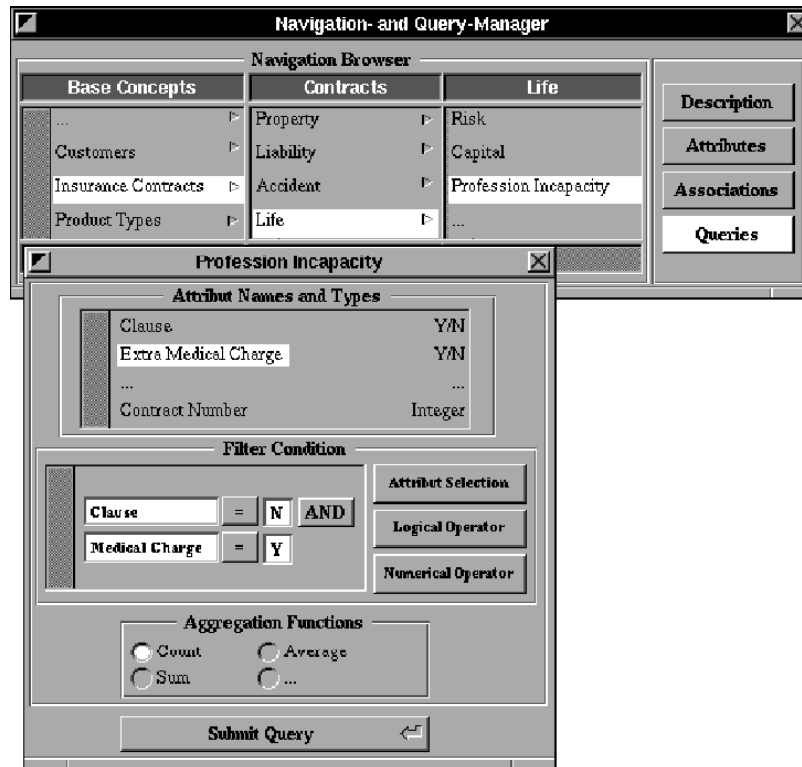 Navigation- and Query-Manager
Navigation Browser
Base Concepts Contracts Life
... Property Risk
Customers Liability Capital
Insurance Contracts Accident Profession Incapacity
Product Types Life ...
Description
Attributes
Associations
Queries
Profession Incapacity
Attribut Names and Types
Clause Y/N
Extra Medical Charge Y/N
... ...
Contract Number Integer
Filter Condition
Clause = N AND
Medical Charge = Y
Attribut Selection
Logical Operator
Numerical Operator
Aggregation Functions
Count Average
Sum ...
Submit Query